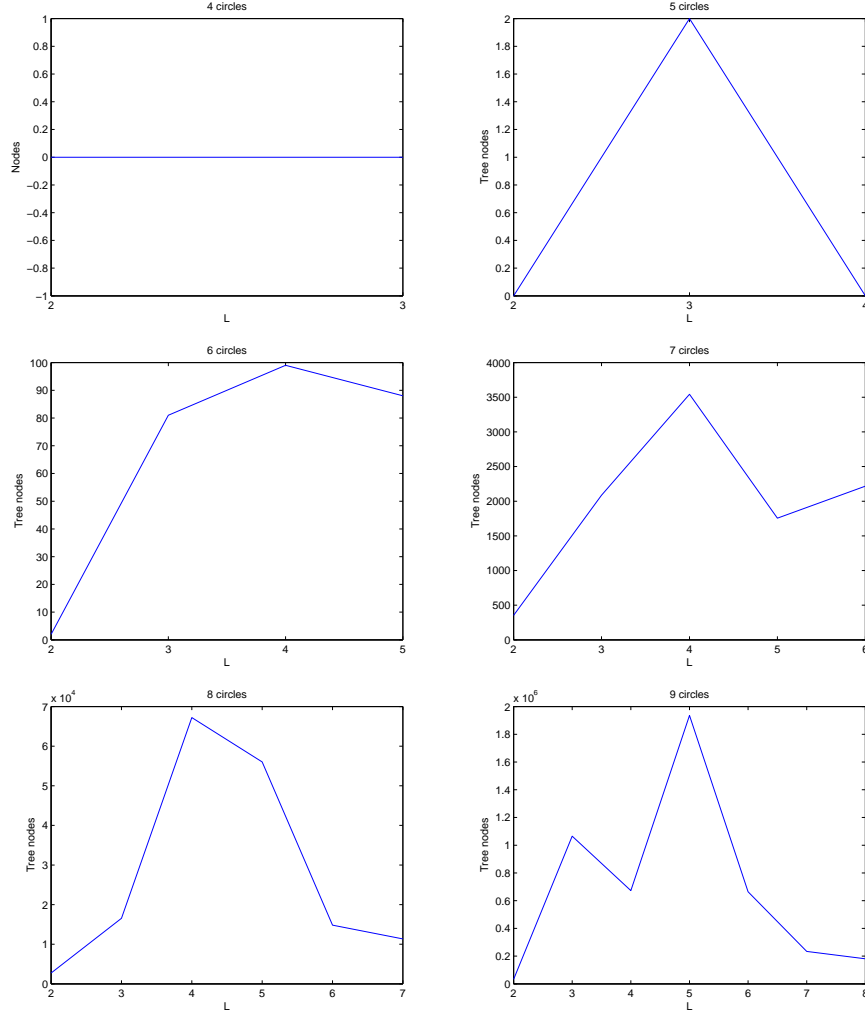 4 circles
1
0.8
0.6
0.4
0.2
0
−0.2
−0.4
−0.6
−0.8
−1
Nodes
2 3
L
5 circles
2
1.8
1.6
1.4
1.2
1
0.8
0.6
0.4
0.2
0
Tree nodes
2 3 4
L
6 circles
100
90
80
70
60
50
40
30
20
10
0
Tree nodes
2 3 4 5
L
7 circles
4000
3500
3000
2500
2000
1500
1000
500
0
Tree nodes
2 3 4 5 6
L
8 circles
x 10^4
7
6
5
4
3
2
1
0
Tree nodes
2 3 4 5 6 7
L
9 circles
x 10^6
2
1.8
1.6
1.4
1.2
1
0.8
0.6
0.4
0.2
0
Tree nodes
2 3 4 5 6 7 8
L